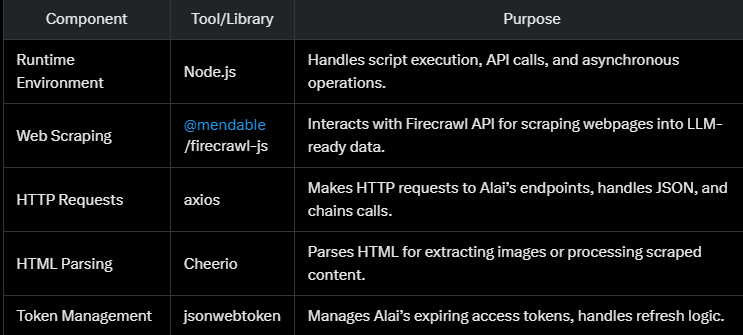 Component Tool/Library Purpose
Runtime Environment Node.js Handles script execution, API calls, and asynchronous operations.
Web Scraping @mendable/firecrawl-js Interacts with Firecrawl API for scraping webpages into LLM-ready data.
HTTP Requests axios Makes HTTP requests to Alai’s endpoints, handles JSON, and chains calls.
HTML Parsing Cheerio Parses HTML for extracting images or processing scraped content.
Token Management jsonwebtoken Manages Alai’s expiring access tokens, handles refresh logic.